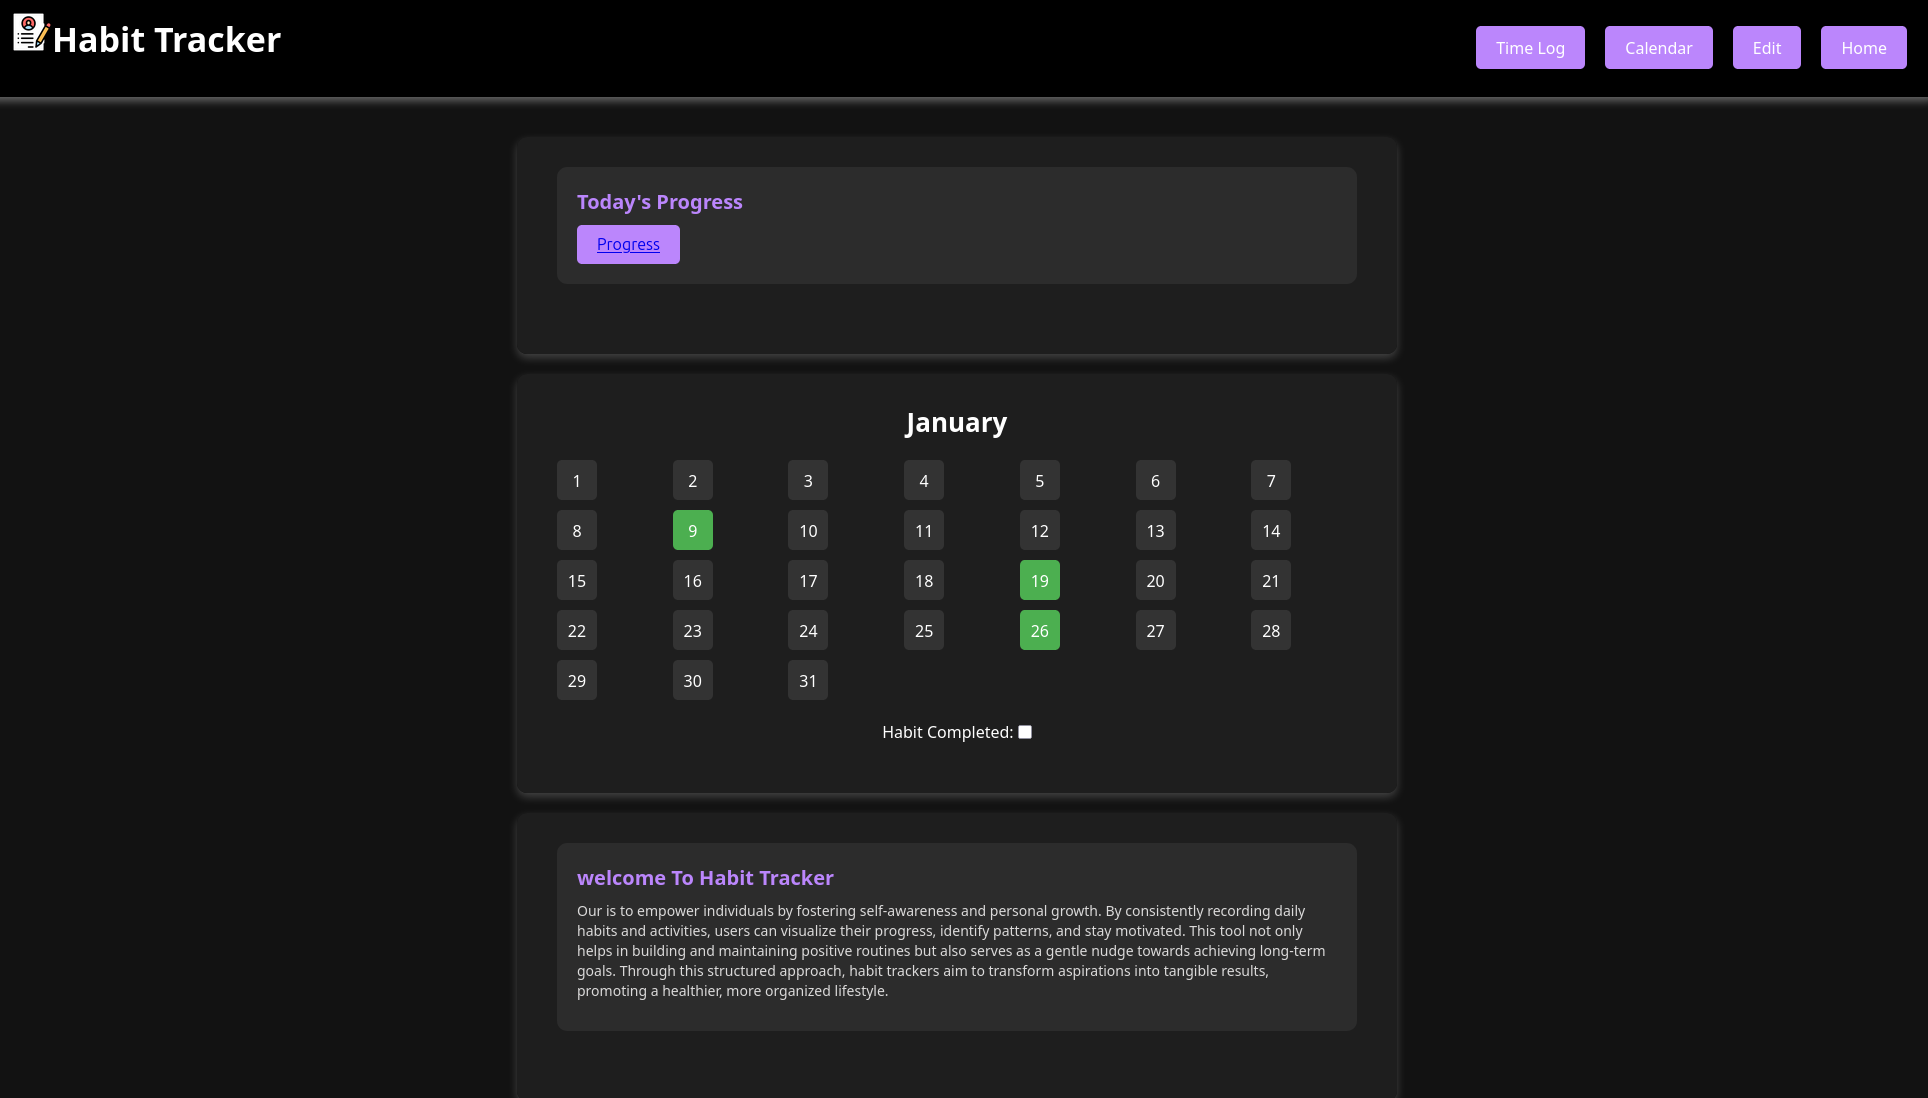 Habit Tracker
Time Log Calendar Edit Home
Today's Progress
Progress
January
1 2 3 4 5 6 7
8 9 10 11 12 13 14
15 16 17 18 19 20 21
22 23 24 25 26 27 28
29 30 31
Habit Completed:
welcome To Habit Tracker
Our is to empower individuals by fostering self-awareness and personal growth. By consistently recording daily
habits and activities, users can visualize their progress, identify patterns, and stay motivated. This tool not only
helps in building and maintaining positive routines but also serves as a gentle nudge towards achieving long-term
goals. Through this structured approach, habit trackers aim to transform aspirations into tangible results,
promoting a healthier, more organized lifestyle.